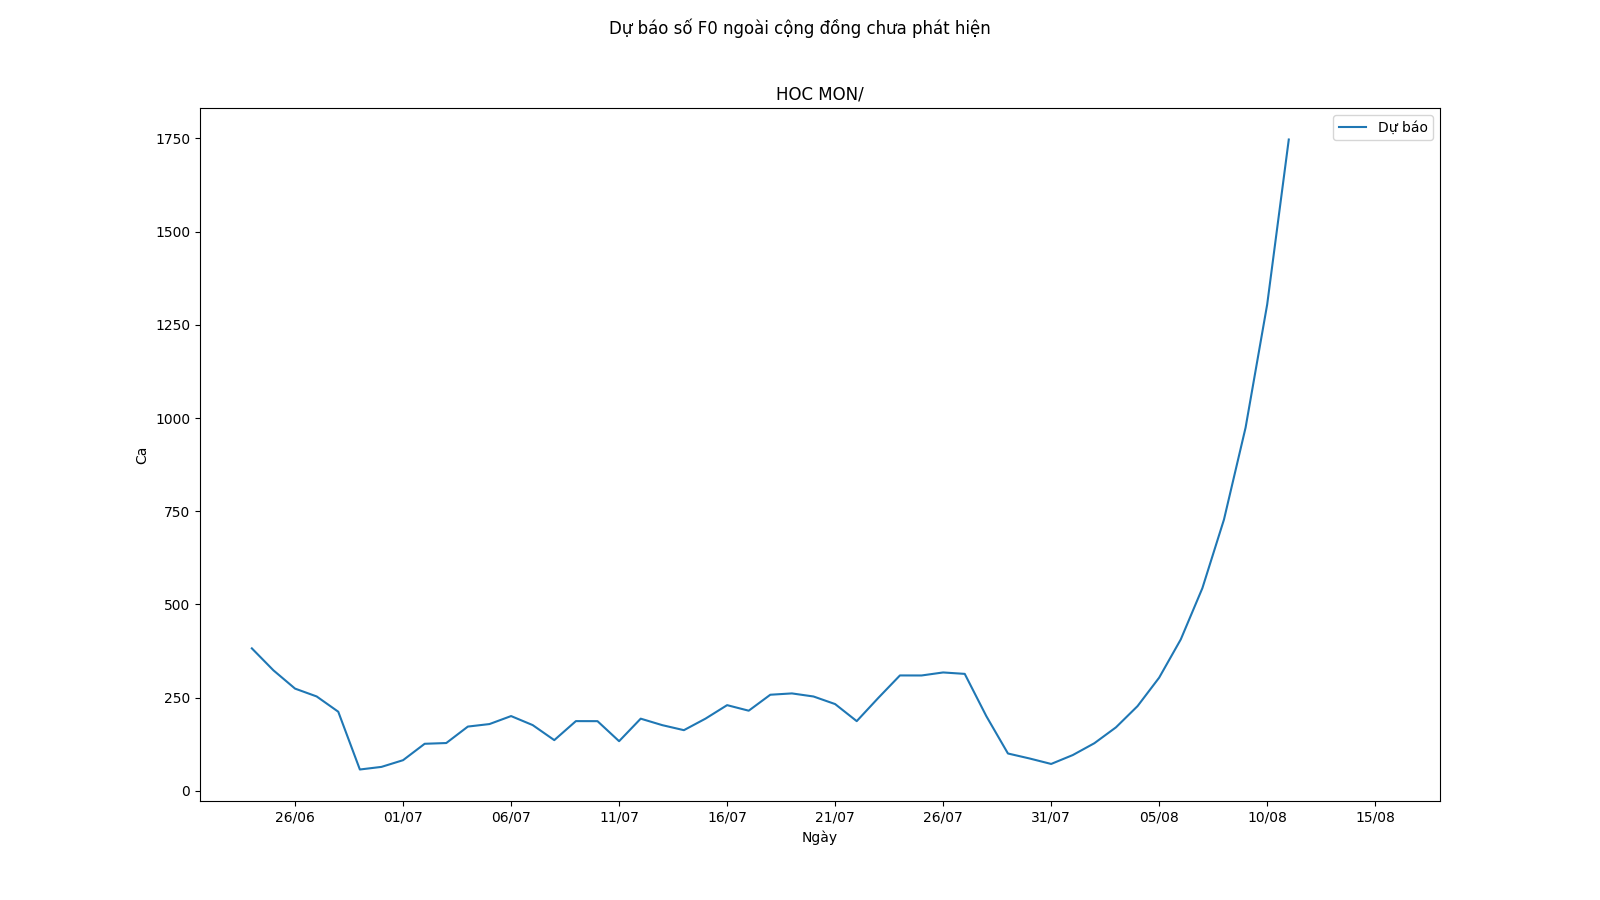 Dự báo số F0 ngoài cộng đồng chưa phát hiện
HOC MON/
Dự báo
1750
1500
1250
1000
750
500
250
0
Ca
26/06 01/07 06/07 11/07 16/07 21/07 26/07 31/07 05/08 10/08 15/08
Ngày